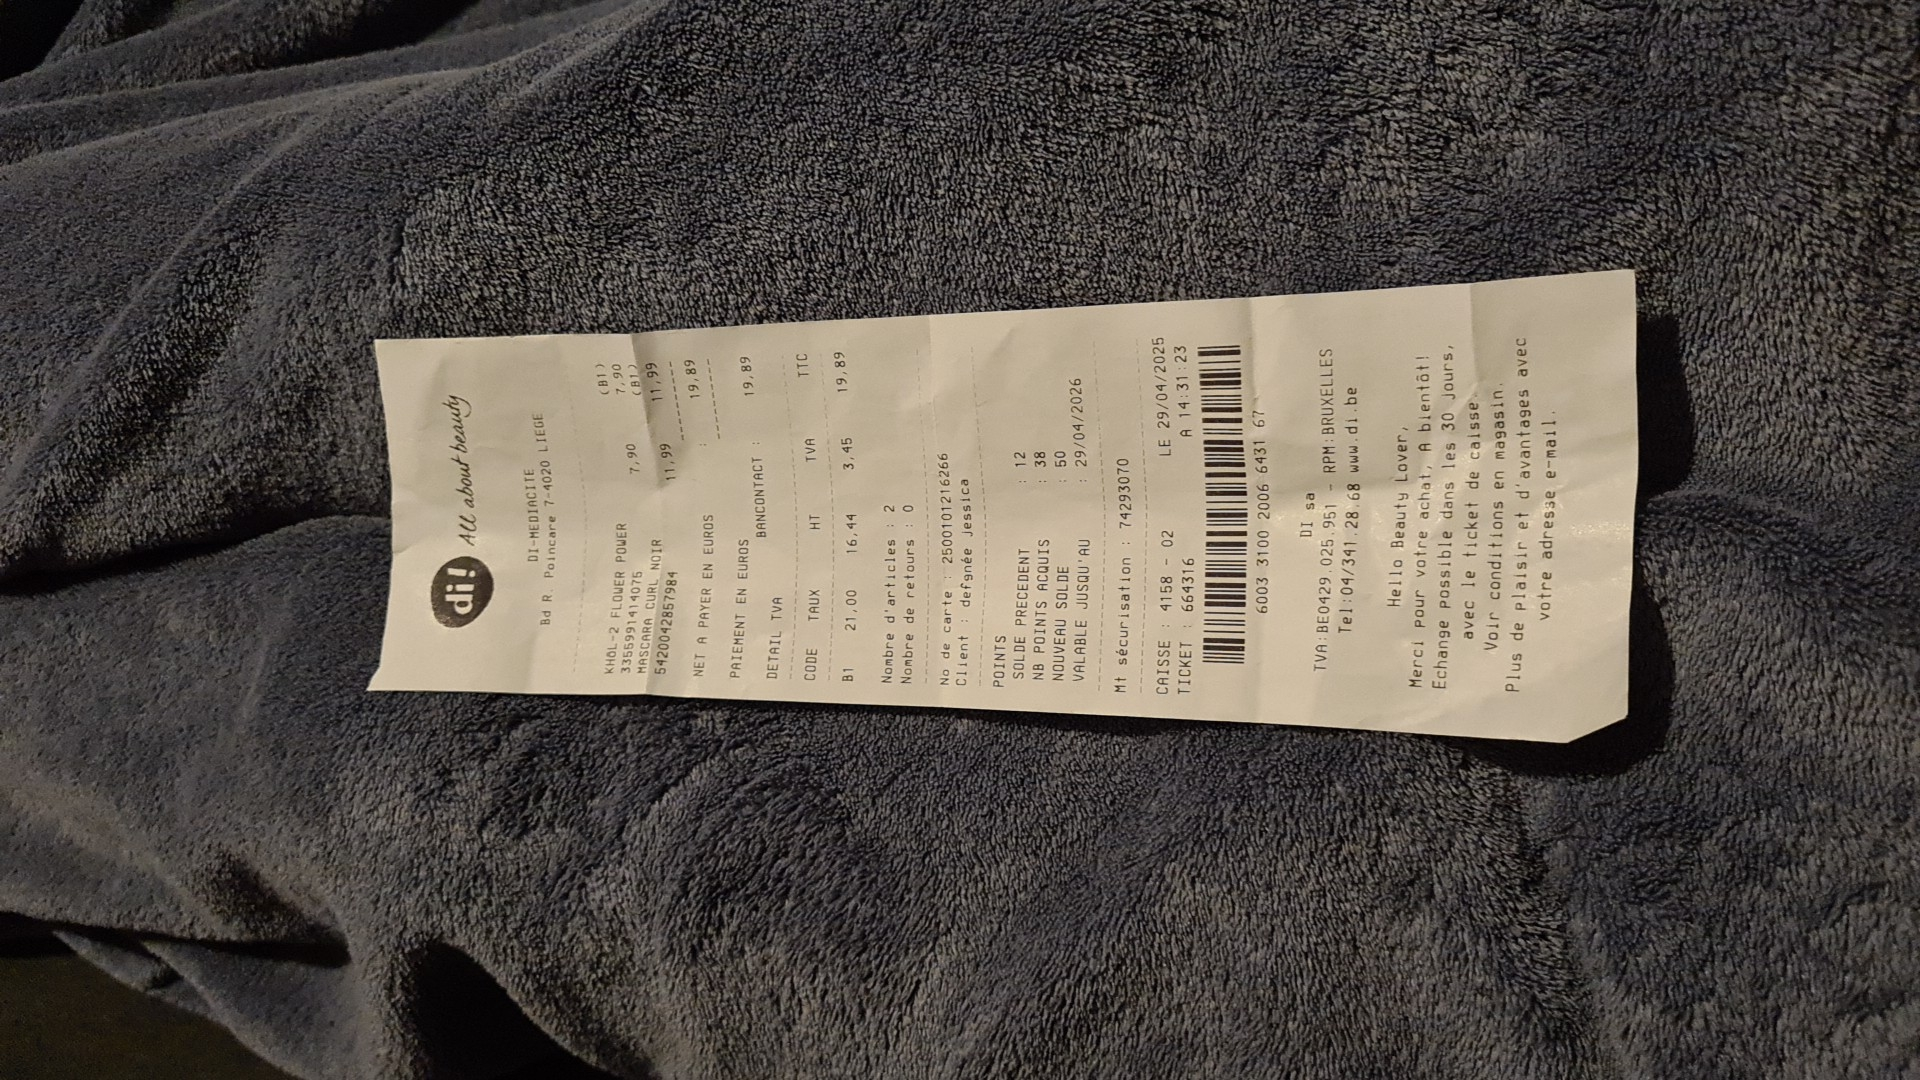 di! All about beauty
DI-MEDIACITE
Bd R. Poincare 7-4020 LIEGE
(B1)
KHOL-2 FLOWER POWER 7,90 7,90
3355991414075 (B1)
MASCARA CURL NOIR 11,99 11,99
5420042857984
NET A PAYER EN EUROS : 19,89
PAIEMENT EN EUROS
BANCONTACT : 19,89
DETAIL TVA
CODE TAUX HT TVA TTC
B1 21,00 16,44 3,45 19,89
Nombre d'articles : 2
Nombre de retours : 0
No de carte : 2500101216266
Client : defgnée Jessica
POINTS
SOLDE PRECEDENT : 12
NB POINTS ACQUIS : 38
NOUVEAU SOLDE : 50
VALABLE JUSQU'AU : 29/04/2026
Mt sécurisation : 74293070
CAISSE : 4158 - 02 LE 29/04/2025
TICKET : 664316 A 14:31:23
6003 3100 2006 6431 67
DI sa
TVA:BE0429.025.951 - RPM:BRUXELLES
Tel:04/341.28.68 www.di.be
Hello Beauty Lover,
Merci pour votre achat, A bientôt!
Echange possible dans les 30 jours,
avec le ticket de caisse.
Voir conditions en magasin.
Plus de plaisir et d'avantages avec
votre adresse e-mail.